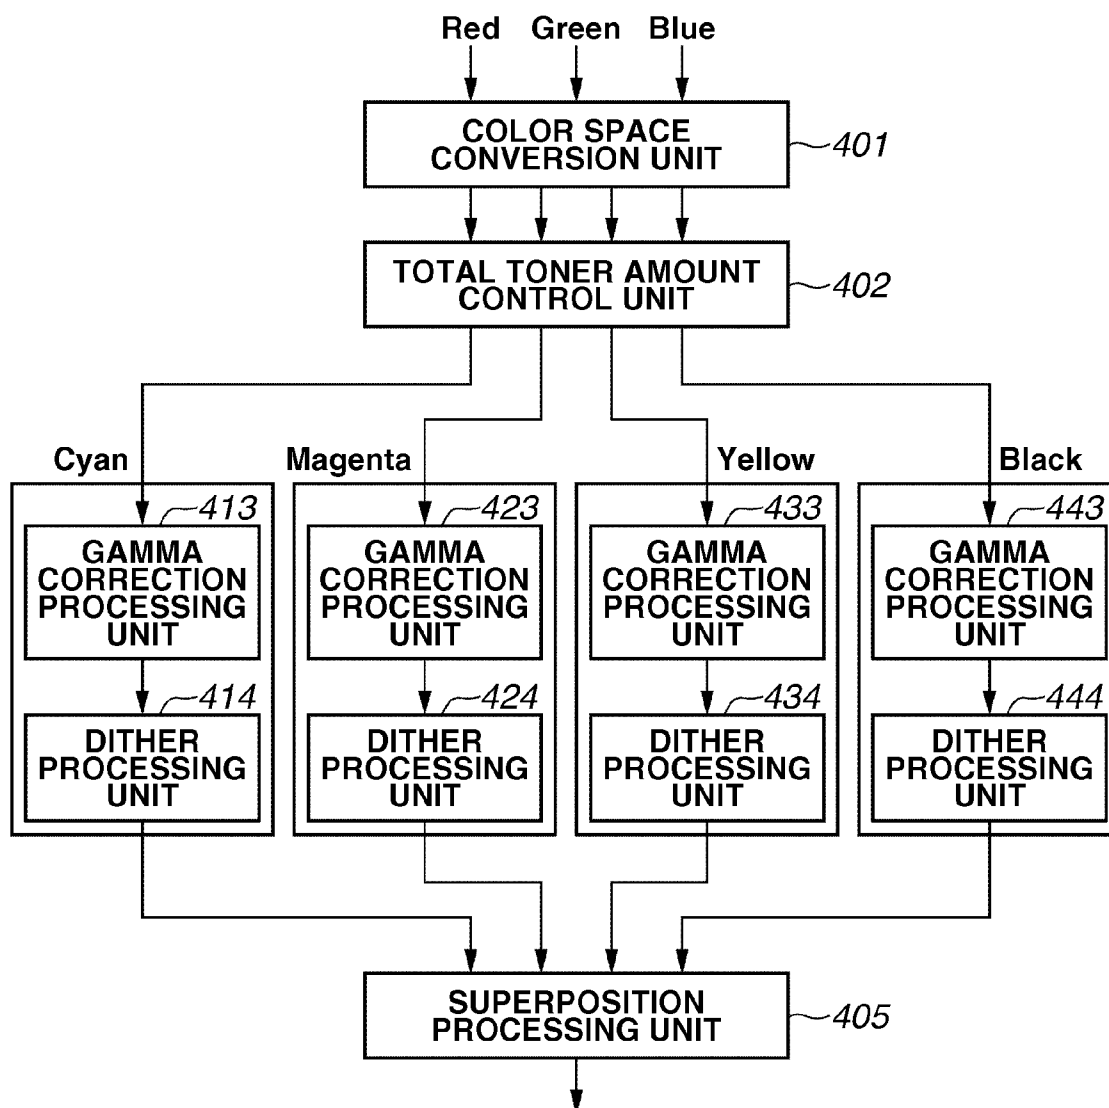 Red Green Blue
COLOR SPACE
CONVERSION UNIT
401
TOTAL TONER AMOUNT
CONTROL UNIT
402
Cyan
413
GAMMA
CORRECTION
PROCESSING
UNIT
414
DITHER
PROCESSING
UNIT
Magenta
423
GAMMA
CORRECTION
PROCESSING
UNIT
424
DITHER
PROCESSING
UNIT
Yellow
433
GAMMA
CORRECTION
PROCESSING
UNIT
434
DITHER
PROCESSING
UNIT
Black
443
GAMMA
CORRECTION
PROCESSING
UNIT
444
DITHER
PROCESSING
UNIT
SUPERPOSITION
PROCESSING UNIT
405